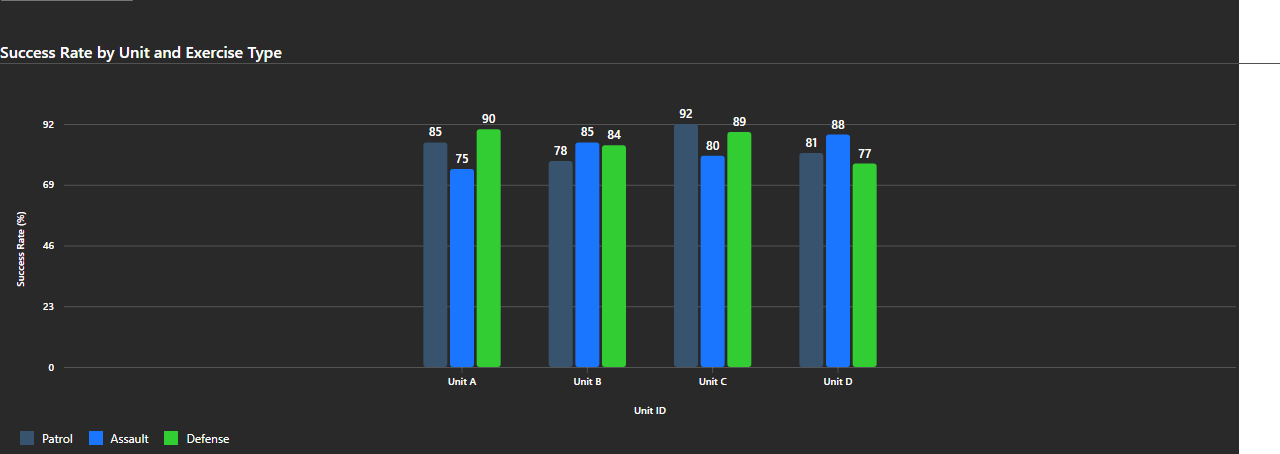 Success Rate by Unit and Exercise Type
92
69
46
23
0
Success Rate (%)
85 75 90 78 85 84 92 80 89 81 88 77
Unit A Unit B Unit C Unit D
Unit ID
Patrol Assault Defense